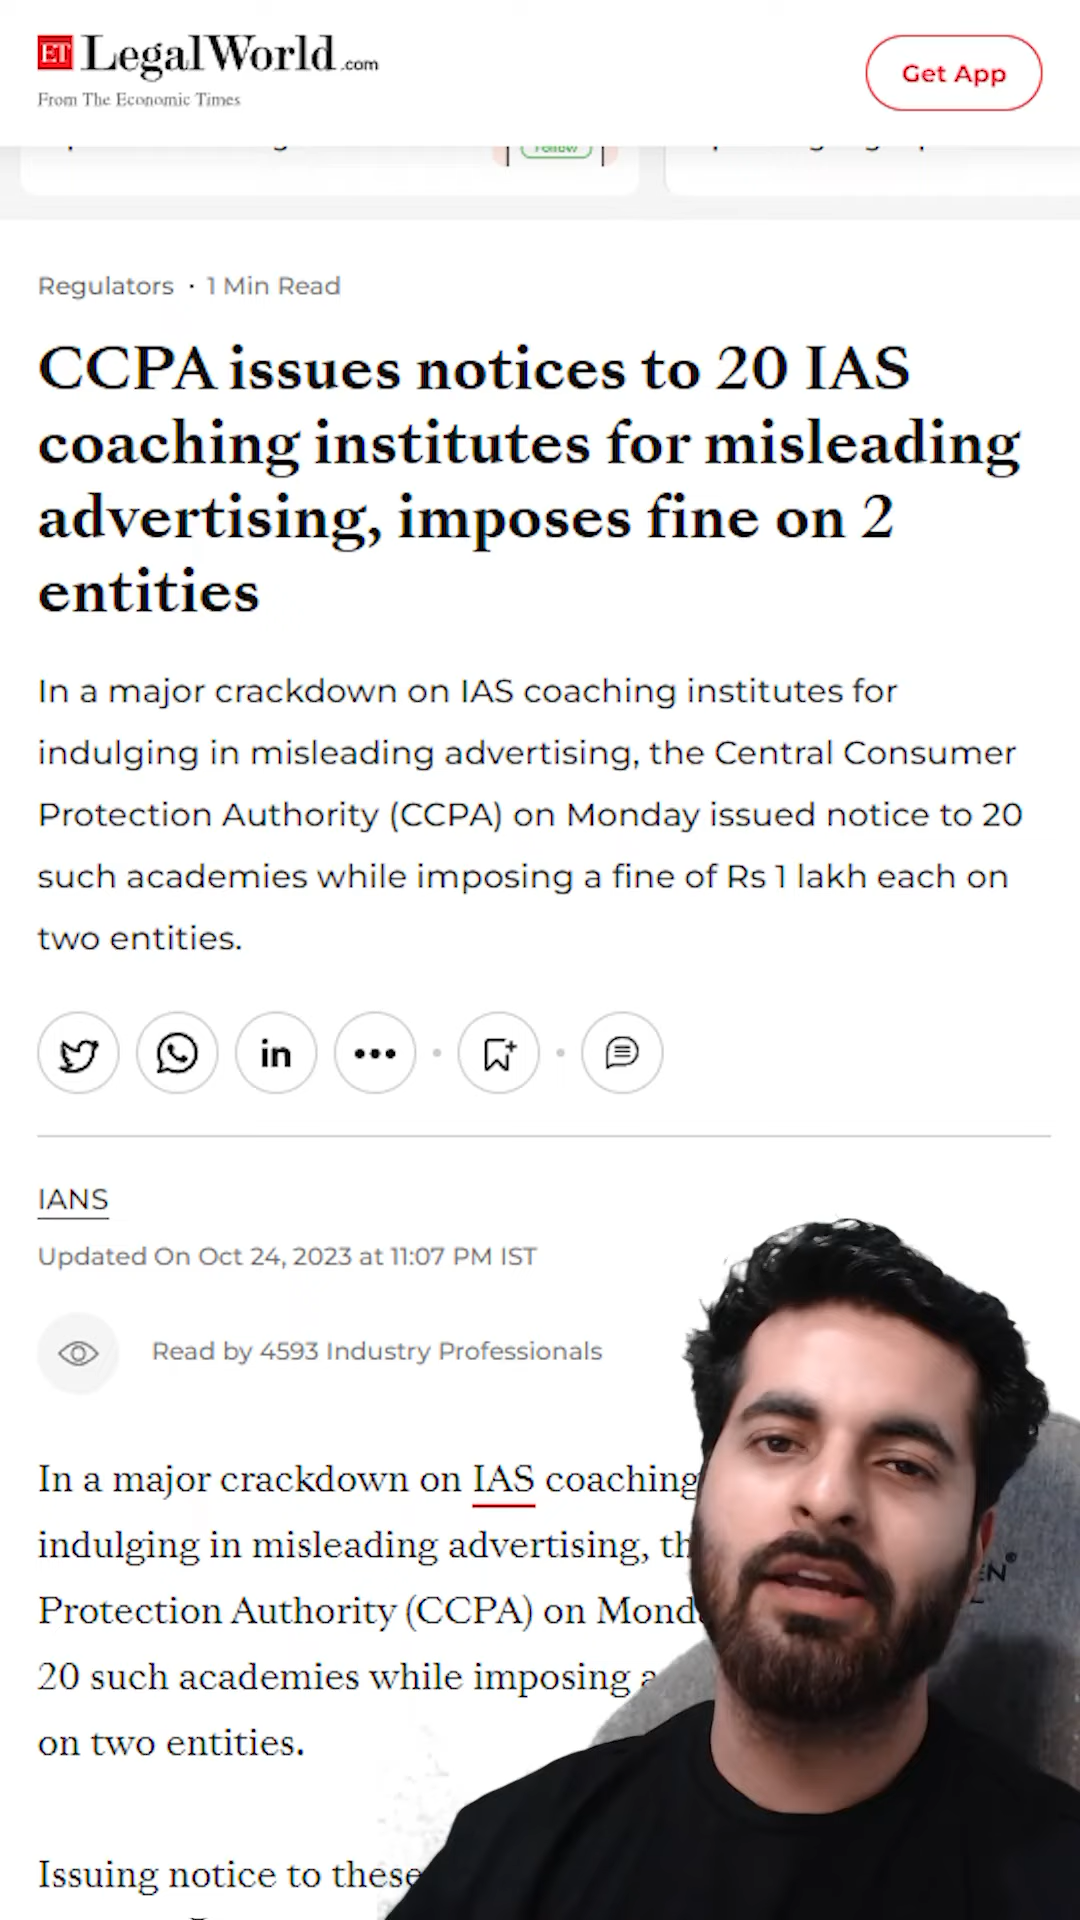 ET LegalWorld.com
From The Economic Times
Get App
Follow
Regulators · 1 Min Read
CCPA issues notices to 20 IAS
coaching institutes for misleading
advertising, imposes fine on 2
entities
In a major crackdown on IAS coaching institutes for
indulging in misleading advertising, the Central Consumer
Protection Authority (CCPA) on Monday issued notice to 20
such academies while imposing a fine of Rs 1 lakh each on
two entities.
in
IANS
Updated On Oct 24, 2023 at 11:07 PM IST
Read by 4593 Industry Professionals
In a major crackdown on IAS coaching
indulging in misleading advertising,
Protection Authority (CCPA) on
20 such academies while imposing a
on two entities.
Issuing notice to these